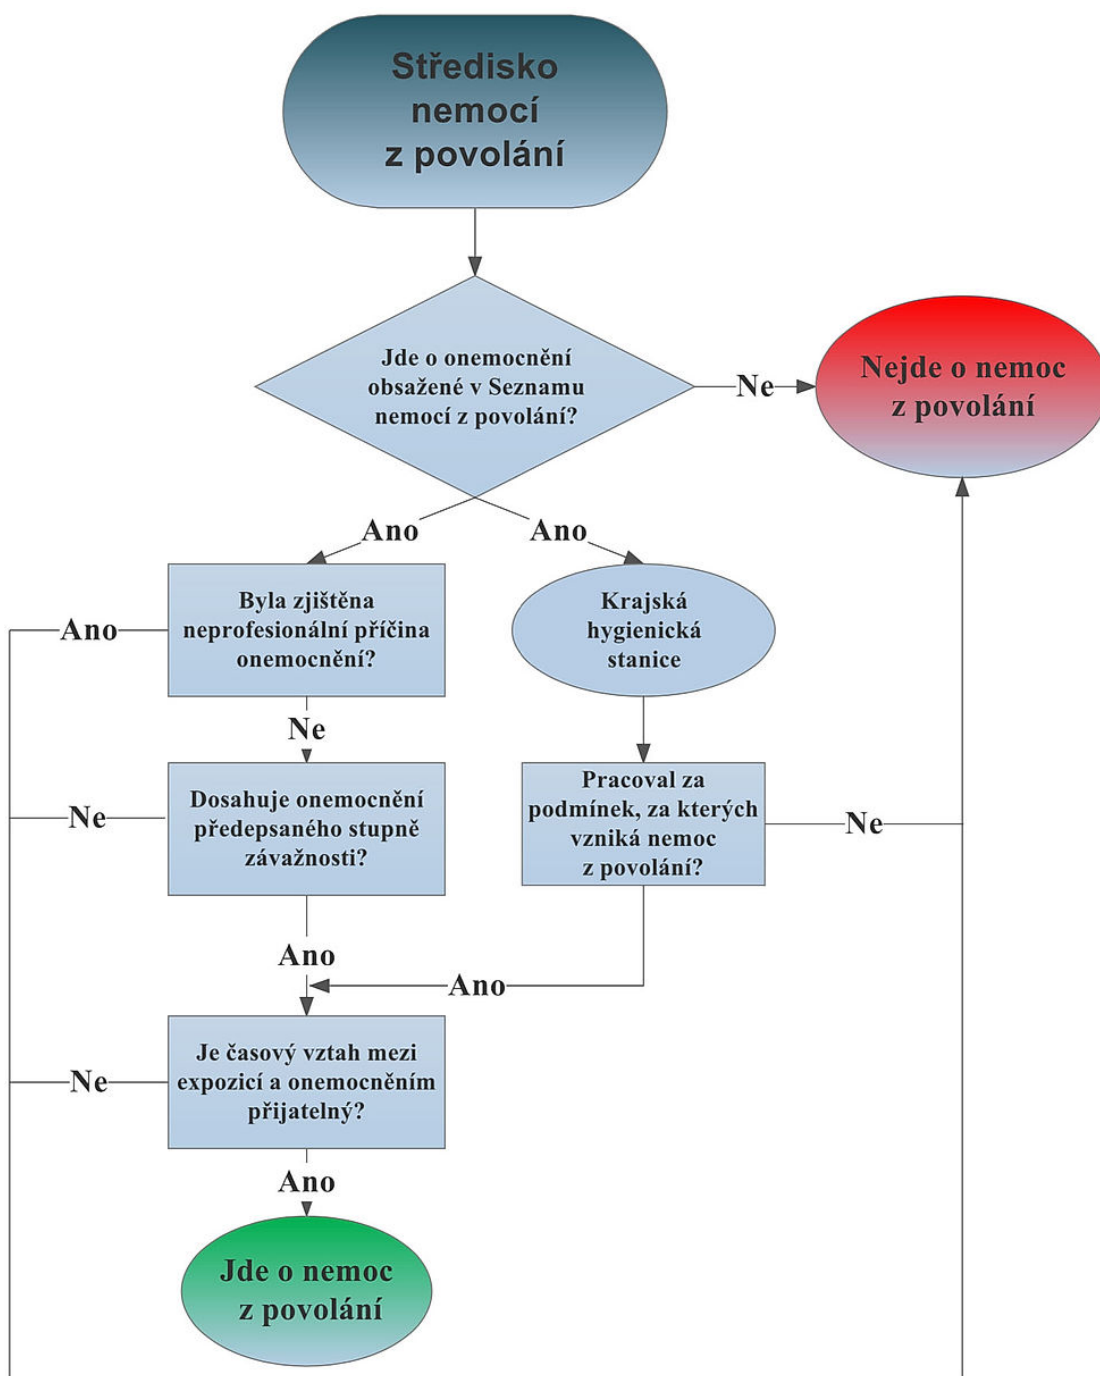 Středisko
nemocí
z povolání
Jde o onemocnění
obsažené v Seznamu
nemocí z povolání?
Ne
Nejde o nemoc
z povolání
Ano
Ano
Byla zjištěna
neprofesionální příčina
onemocnění?
Ano
Krajská
hygienická
stanice
Ne
Dosahuje onemocnění
předepsaného stupně
závažnosti?
Ne
Pracoval za
podmínek, za kterých
vzniká nemoc
z povolání?
Ne
Ano
Ano
Je časový vztah mezi
expozicí a onemocněním
přijatelný?
Ne
Ano
Jde o nemoc
z povolání